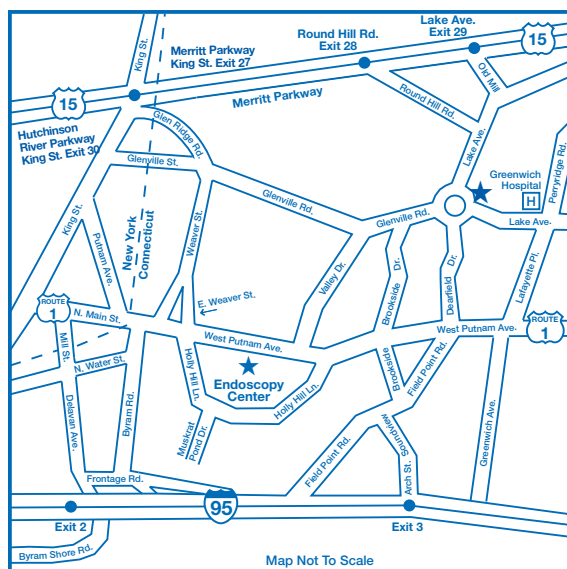 Lake Ave.
Exit 29
Round Hill Rd.
Exit 28
15
King St.
Merritt Parkway
King St. Exit 27
Old Mill
15
Merritt Parkway
Round Hill Rd.
Hutchinson
River Parkway
King St. Exit 30
Glen Ridge Rd.
Lake Ave.
Glenville St.
Greenwich
Hospital
H
Perryridge Rd.
Glenville Rd.
Glenville Rd.
Lake Ave.
King St.
Putnam Ave.
New York
Connecticut
Weaver St.
Valley Dr.
Brookside Dr.
Dearfield Dr.
Lafayette Pl.
E. Weaver St.
ROUTE
1
N. Main St.
West Putnam Ave.
ROUTE
1
Mill St.
West Putnam Ave.
N. Water St.
Holly Hill Ln.
Endoscopy
Center
Brookside
Field Point Rd.
Delavan Ave.
Byram Rd.
Holly Hill Ln.
Muskrat
Pond Dr.
Field Point Rd.
Soundview
Greenwich Ave.
Frontage Rd.
Arch St.
95
Exit 2
Exit 3
Byram Shore Rd.
Map Not To Scale